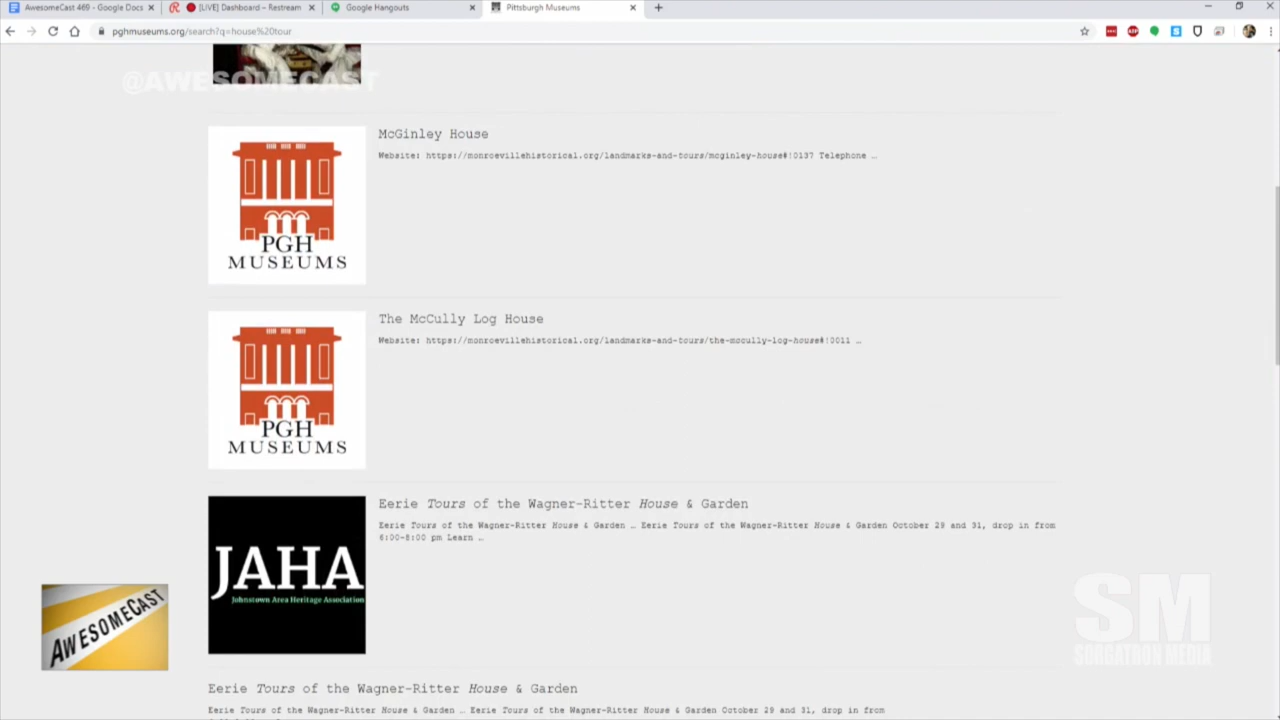 AwesomeCast 469 - Google Docs
[LIVE] Dashboard – Restream
Google Hangouts
Pittsburgh Museums
pghmuseums.org/search?q=house%20tour
@AWESOMECAST
McGinley House
Website: https://monroevillehistorical.org/landmarks-and-tours/mcginley-house#!0137 Telephone …
PGH
MUSEUMS
The McCully Log House
Website: https://monroevillehistorical.org/landmarks-and-tours/the-mccully-log-house#!0011 …
PGH
MUSEUMS
Eerie Tours of the Wagner-Ritter House & Garden
Eerie Tours of the Wagner-Ritter House & Garden … Eerie Tours of the Wagner-Ritter House & Garden October 29 and 31, drop in from
6:00-8:00 pm Learn …
JAHA
Johnstown Area Heritage Association
AWESOMECAST
SM
SORGATRON MEDIA
Eerie Tours of the Wagner-Ritter House & Garden
Eerie Tours of the Wagner-Ritter House & Garden … Eerie Tours of the Wagner-Ritter House & Garden October 29 and 31, drop in from